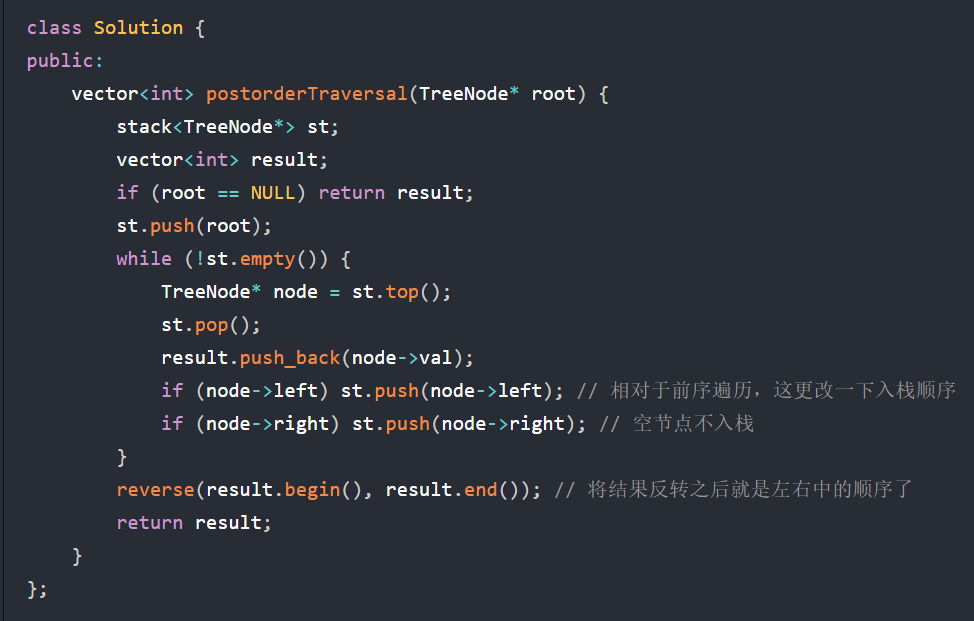 class Solution {
public:
    vector<int> postorderTraversal(TreeNode* root) {
        stack<TreeNode*> st;
        vector<int> result;
        if (root == NULL) return result;
        st.push(root);
        while (!st.empty()) {
            TreeNode* node = st.top();
            st.pop();
            result.push_back(node->val);
            if (node->left) st.push(node->left); // 相对于前序遍历，这更改一下入栈顺序
            if (node->right) st.push(node->right); // 空节点不入栈
        }
        reverse(result.begin(), result.end()); // 将结果反转之后就是左右中的顺序了
        return result;
    }
};